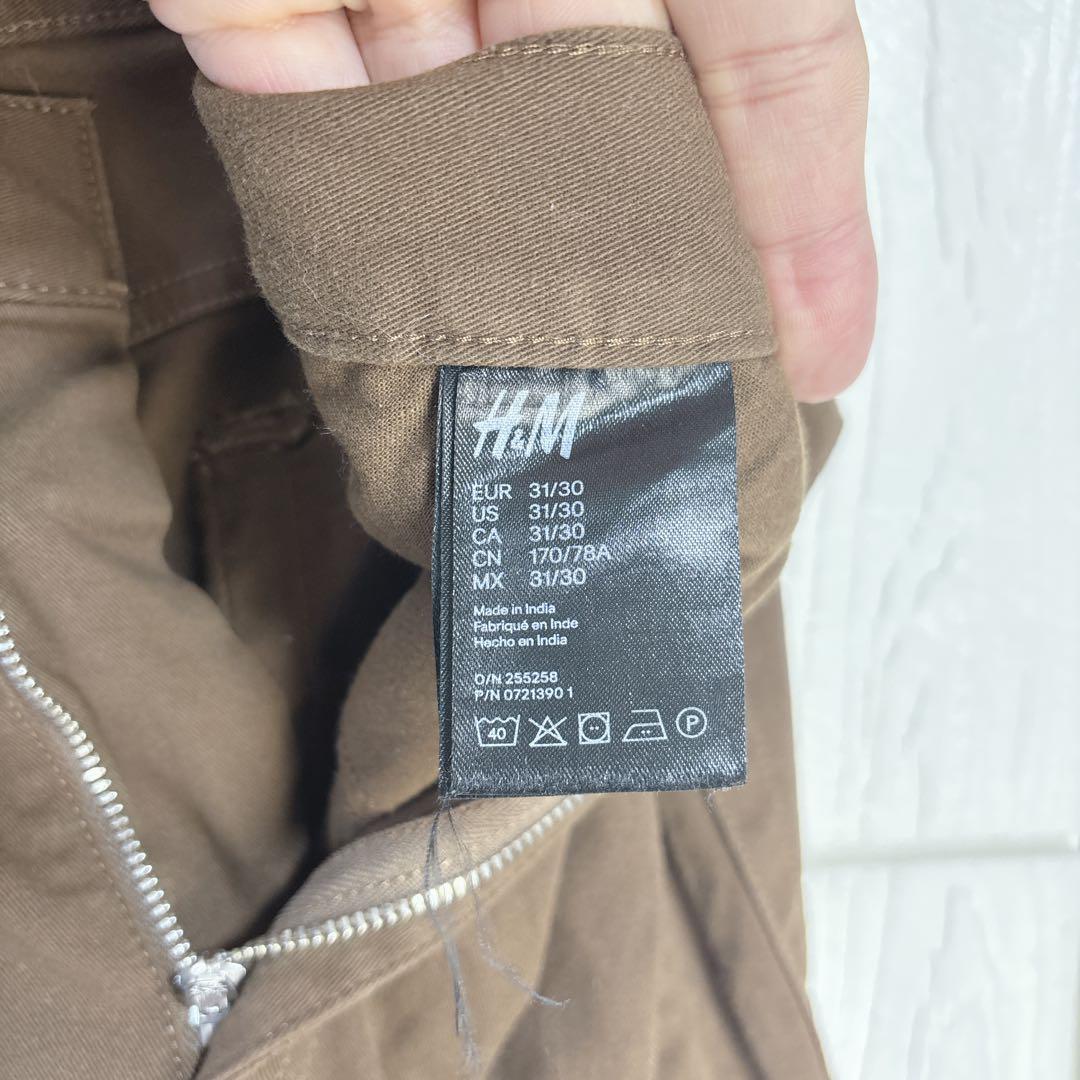 H&M
EUR 31/30
US 31/30
CA 31/30
CN 170/78A
MX 31/30
Made in India
Fabriqué en Inde
Hecho en India
O/N 255258
P/N 0721390 1
40
P